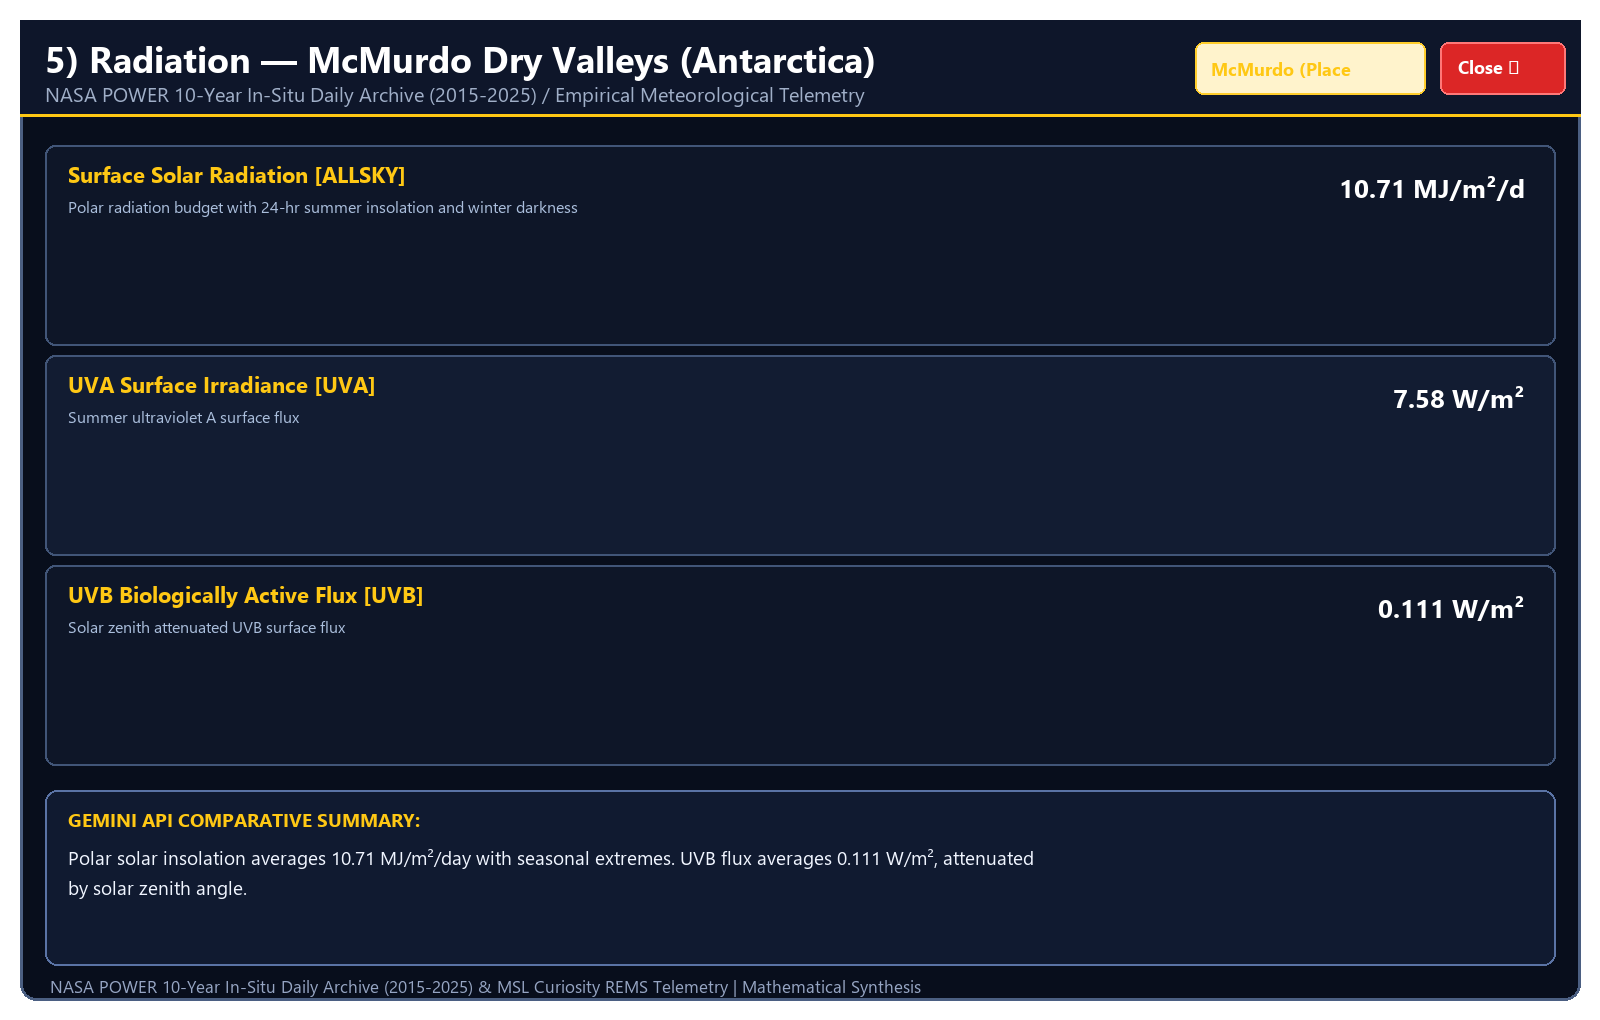 5) Radiation — McMurdo Dry Valleys (Antarctica)
NASA POWER 10-Year In-Situ Daily Archive (2015-2025) / Empirical Meteorological Telemetry
McMurdo (Place
Close
Surface Solar Radiation [ALLSKY]
Polar radiation budget with 24-hr summer insolation and winter darkness
10.71 MJ/m²/d
UVA Surface Irradiance [UVA]
Summer ultraviolet A surface flux
7.58 W/m²
UVB Biologically Active Flux [UVB]
Solar zenith attenuated UVB surface flux
0.111 W/m²
GEMINI API COMPARATIVE SUMMARY:
Polar solar insolation averages 10.71 MJ/m²/day with seasonal extremes. UVB flux averages 0.111 W/m², attenuated
by solar zenith angle.
NASA POWER 10-Year In-Situ Daily Archive (2015-2025) & MSL Curiosity REMS Telemetry | Mathematical Synthesis